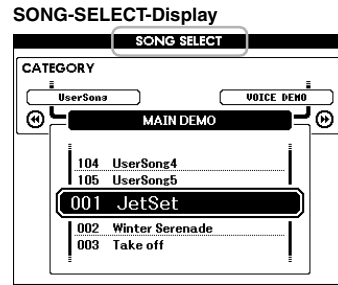 SONG-SELECT-Display
SONG SELECT
CATEGORY
UserSong VOICE DEMO
MAIN DEMO
104 UserSong4
105 UserSong5
001 JetSet
002 Winter Serenade
003 Take off